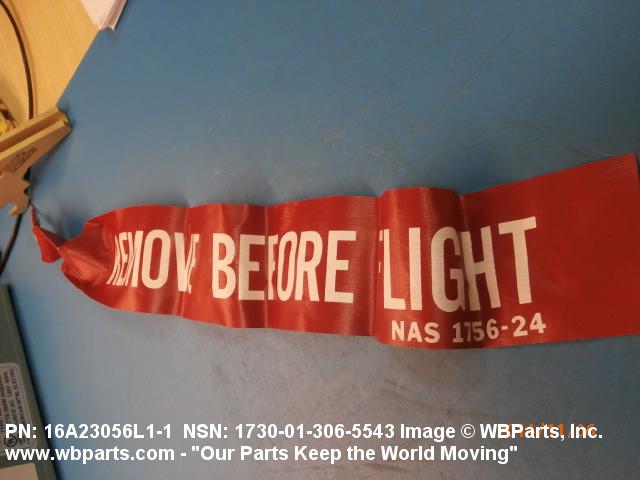 REMOVE BEFORE FLIGHT
NAS 1756-24
PN: 16A23056L1-1 NSN: 1730-01-306-5543 Image © WBParts, Inc.
www.wbparts.com - "Our Parts Keep the World Moving"